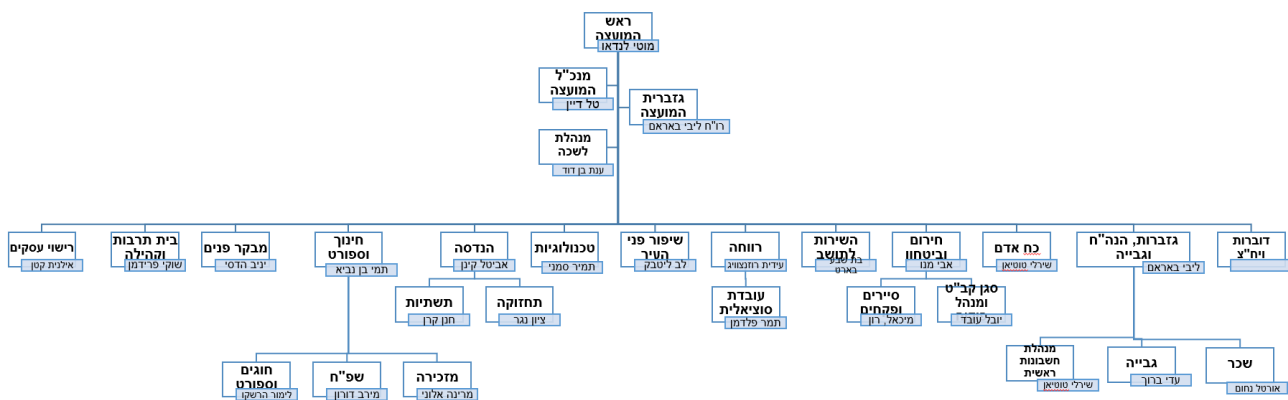 ראש
המועצה
מוטי לנדאו
מנכ"ל
המועצה
טל דיין
גזברית
המועצה
רו"ח ליבי באראם
מנהלת
לשכה
ענת בן דוד
דוברות
ויח"צ
גזברות, הנה"ח
וגבייה
ליבי באראם
כח אדם
שירלי טוטיאן
חירום
וביטחון
אבי מנו
השירות
לתושב
בת שבע
בארט
רווחה
עידית רוזנצוויג
שיפור פני
העיר
לב ליטבק
טכנולוגיות
תמיר סמני
הנדסה
אביטל קינן
חינוך
וספורט
תמי בן נביא
מבקר פנים
יניב הדסי
בית תרבות
וקהילה
שוקי פרידמן
רישוי עסקים
אילנית קטן
סגן קב"ט
ומנהל
יובל עובד
סיירים
ופקחים
מיכאל, רון
עובדת
סוציאלית
תמר פלדמן
תחזוקה
ציון נגר
תשתיות
חנן קרן
שכר
אורטל נחום
גבייה
עדי ברוך
מנהלת
חשבונות
ראשית
שירלי טוטיאן
מזכירה
מרינה אלוני
שפ"ח
מירב דורון
חוגים
וספורט
לימור הרשקו